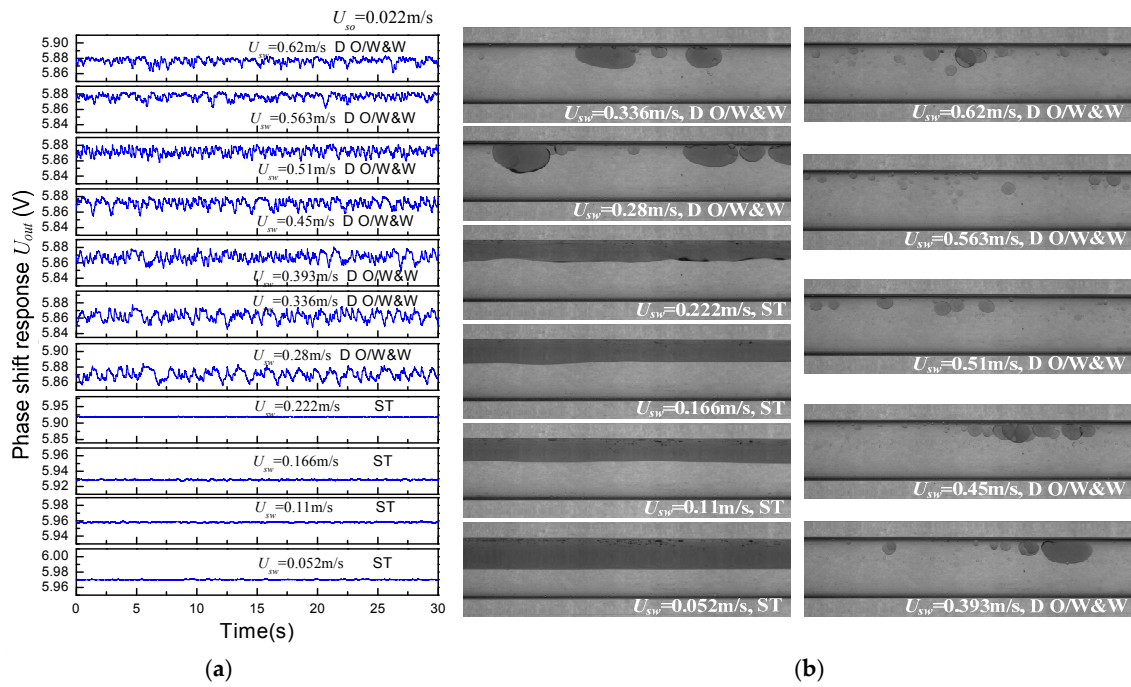 U_so=0.022m/s
5.90
5.88
5.86
U_sw=0.62m/s D O/W&W
5.88
5.84
U_sw=0.563m/s D O/W&W
5.88
5.86
5.84
U_sw=0.51m/s D O/W&W
5.88
5.86
5.84
U_sw=0.45m/s D O/W&W
5.88
5.84
U_sw=0.393m/s D O/W&W
5.88
5.86
5.84
U_sw=0.336m/s D O/W&W
5.90
5.86
U_sw=0.28m/s D O/W&W
5.95
5.90
5.85
U_sw=0.222m/s ST
5.96
5.94
5.92
U_sw=0.166m/s ST
5.98
5.96
5.94
U_sw=0.11m/s ST
6.00
5.96
U_sw=0.052m/s ST
0 5 10 15 20 25 30
Time(s)
Phase shift response U_out (V)
(a)
U_sw=0.336m/s, D O/W&W
U_sw=0.28m/s, D O/W&W
U_sw=0.222m/s, ST
U_sw=0.166m/s, ST
U_sw=0.11m/s, ST
U_sw=0.052m/s, ST
U_sw=0.62m/s, D O/W&W
U_sw=0.563m/s, D O/W&W
U_sw=0.51m/s, D O/W&W
U_sw=0.45m/s, D O/W&W
U_sw=0.393m/s, D O/W&W
(b)